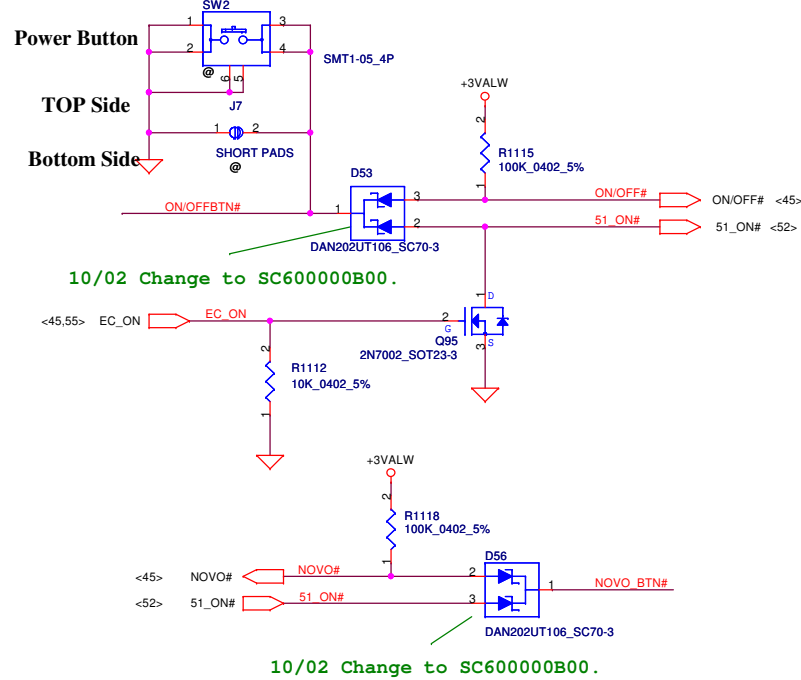 SW2
1
3
Power Button
2
4
SMT1-05_4P
@
6
5
+3VALW
TOP Side
J7
1
2
2
R1115
100K_0402_5%
Bottom Side
SHORT PADS
@
D53
1
3
ON/OFF#
ON/OFF# <45>
ON/OFFBTN#
1
2
51_ON#
51_ON# <52>
DAN202UT106_SC70-3
10/02 Change to SC600000B00.
1
D
<45,55> EC_ON
EC_ON
2
G
Q95
S
3
2N7002_SOT23-3
2
R1112
10K_0402_5%
1
+3VALW
2
R1118
100K_0402_5%
1
D56
<45> NOVO#
NOVO#
2
1
NOVO_BTN#
<52> 51_ON#
51_ON#
3
DAN202UT106_SC70-3
10/02 Change to SC600000B00.